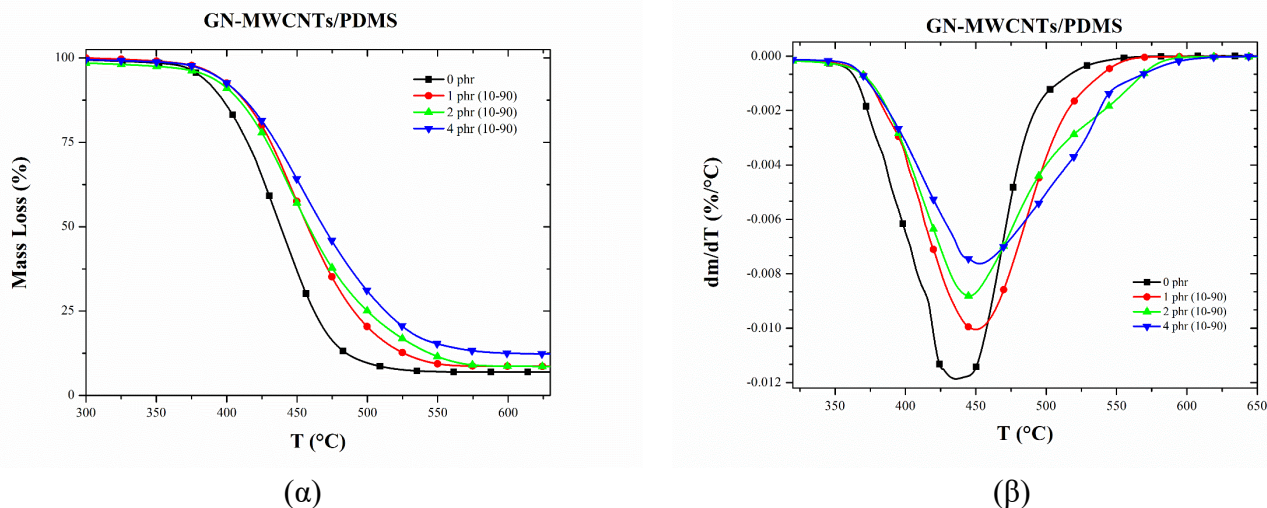 GN-MWCNTs/PDMS
100
75
50
25
0
300
350
400
450
500
550
600
Mass Loss (%)
T (°C)
0 phr
1 phr (10-90)
2 phr (10-90)
4 phr (10-90)
(α)
GN-MWCNTs/PDMS
0.000
-0.002
-0.004
-0.006
-0.008
-0.010
-0.012
350
400
450
500
550
600
650
dm/dT (%/°C)
T (°C)
0 phr
1 phr (10-90)
2 phr (10-90)
4 phr (10-90)
(β)